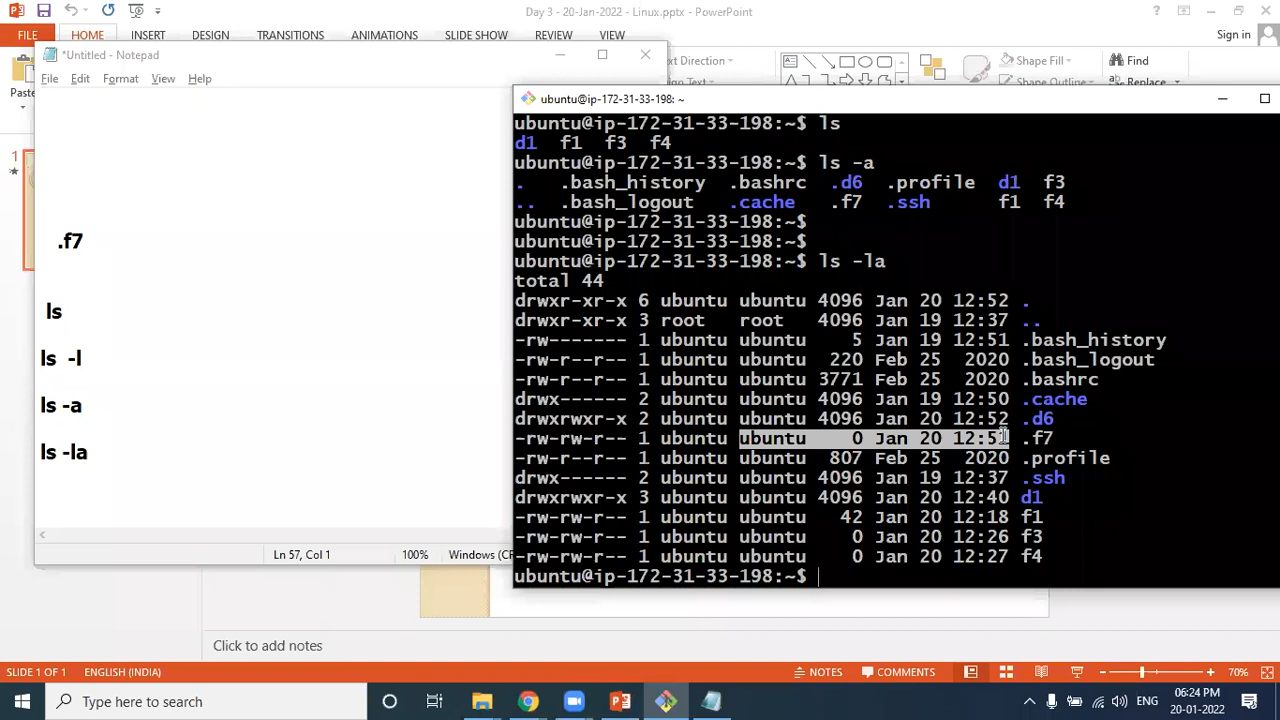 Day 3 - 20-Jan-2022 - Linux.pptx - PowerPoint
FILE HOME INSERT DESIGN TRANSITIONS ANIMATIONS SLIDE SHOW REVIEW VIEW Sign in
Paste
ext Direction
Shape Fill
Find
Shape Outline
Replace
*Untitled - Notepad
File Edit Format View Help
.f7
ls
ls -l
ls -a
ls -la
Ln 57, Col 1 100% Windows (CR
1
ubuntu@ip-172-31-33-198: ~
ubuntu@ip-172-31-33-198:~$ ls
d1 f1 f3 f4
ubuntu@ip-172-31-33-198:~$ ls -a
. .bash_history .bashrc .d6 .profile d1 f3
.. .bash_logout .cache .f7 .ssh f1 f4
ubuntu@ip-172-31-33-198:~$
ubuntu@ip-172-31-33-198:~$
ubuntu@ip-172-31-33-198:~$ ls -la
total 44
drwxr-xr-x 6 ubuntu ubuntu 4096 Jan 20 12:52 .
drwxr-xr-x 3 root root 4096 Jan 19 12:37 ..
-rw------- 1 ubuntu ubuntu 5 Jan 19 12:51 .bash_history
-rw-r--r-- 1 ubuntu ubuntu 220 Feb 25 2020 .bash_logout
-rw-r--r-- 1 ubuntu ubuntu 3771 Feb 25 2020 .bashrc
drwx------ 2 ubuntu ubuntu 4096 Jan 19 12:50 .cache
drwxrwxr-x 2 ubuntu ubuntu 4096 Jan 20 12:52 .d6
-rw-rw-r-- 1 ubuntu ubuntu 0 Jan 20 12:51 .f7
-rw-r--r-- 1 ubuntu ubuntu 807 Feb 25 2020 .profile
drwx------ 2 ubuntu ubuntu 4096 Jan 19 12:37 .ssh
drwxrwxr-x 3 ubuntu ubuntu 4096 Jan 20 12:40 d1
-rw-rw-r-- 1 ubuntu ubuntu 42 Jan 20 12:18 f1
-rw-rw-r-- 1 ubuntu ubuntu 0 Jan 20 12:26 f3
-rw-rw-r-- 1 ubuntu ubuntu 0 Jan 20 12:27 f4
ubuntu@ip-172-31-33-198:~$
Click to add notes
SLIDE 1 OF 1 ENGLISH (INDIA) NOTES COMMENTS 70%
Type here to search
ENG
06:24 PM
20-01-2022